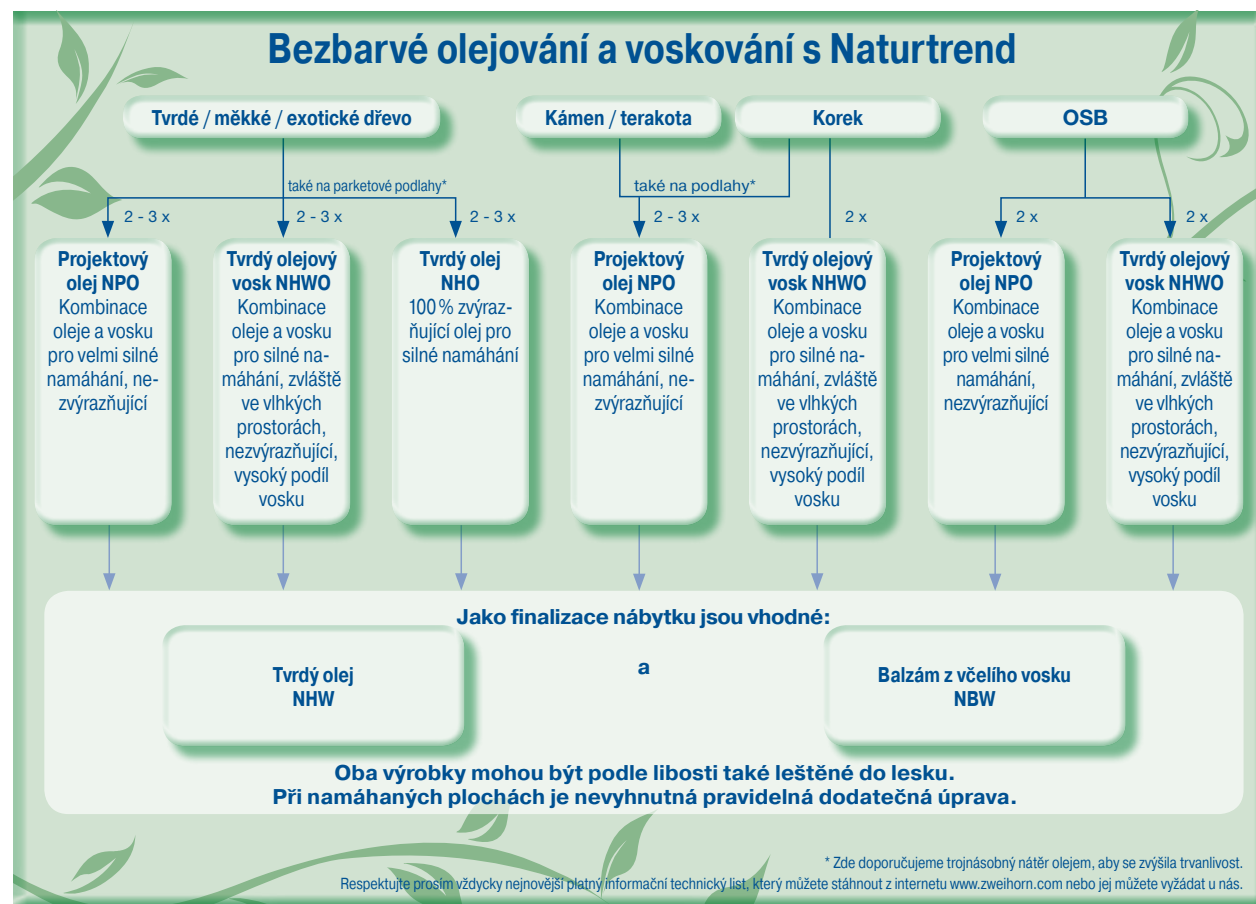 Bezbarvé olejování a voskování s Naturtrend
Tvrdé / měkké / exotické dřevo
Kámen / terakota
Korek
OSB
také na parketové podlahy*
také na podlahy*
2 - 3 x
2 - 3 x
2 - 3 x
2 - 3 x
2 x
2 x
2 x
Projektový
olej NPO
Kombinace
oleje a vosku
pro velmi silné
namáhání, ne-
zvýrazňující
Tvrdý olejový
vosk NHWO
Kombinace
oleje a vosku
pro silné na-
máhání, zvláště
ve vlhkých
prostorách,
nezvýrazňující,
vysoký podíl
vosku
Tvrdý olej
NHO
100 % zvýraz-
ňující olej pro
silné namáhání
Projektový
olej NPO
Kombinace
oleje a vosku
pro velmi silné
namáhání, ne-
zvýrazňující
Tvrdý olejový
vosk NHWO
Kombinace
oleje a vosku
pro silné na-
máhání, zvláště
ve vlhkých
prostorách,
nezvýrazňující,
vysoký podíl
vosku
Projektový
olej NPO
Kombinace
oleje a vosku
pro velmi silné
namáhání,
nezvýrazňující
Tvrdý olejový
vosk NHWO
Kombinace
oleje a vosku
pro silné na-
máhání, zvláště
ve vlhkých
prostorách,
nezvýrazňující,
vysoký podíl
vosku
Jako finalizace nábytku jsou vhodné:
Tvrdý olej
NHW
a
Balzám z včelího vosku
NBW
Oba výrobky mohou být podle libosti také leštěné do lesku.
Při namáhaných plochách je nevyhnutná pravidelná dodatečná úprava.
* Zde doporučujeme trojnásobný nátěr olejem, aby se zvýšila trvanlivost.
Respektujte prosím vždycky nejnovější platný informační technický list, který můžete stáhnout z internetu www.zweihorn.com nebo jej můžete vyžádat u nás.